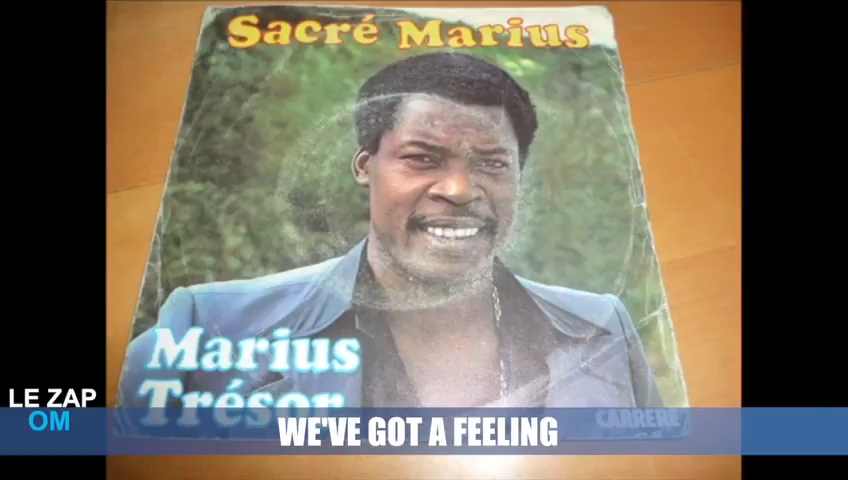 Sacré Marius
Marius
Trésor
CARRERE
LE ZAP
OM
WE'VE GOT A FEELING